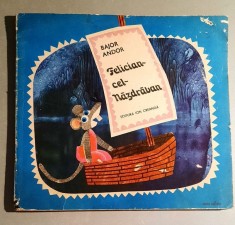 BAJOR
ANDOR
Felician-
cel-
Năzdrăvan
EDITURA ION CREANGĂ